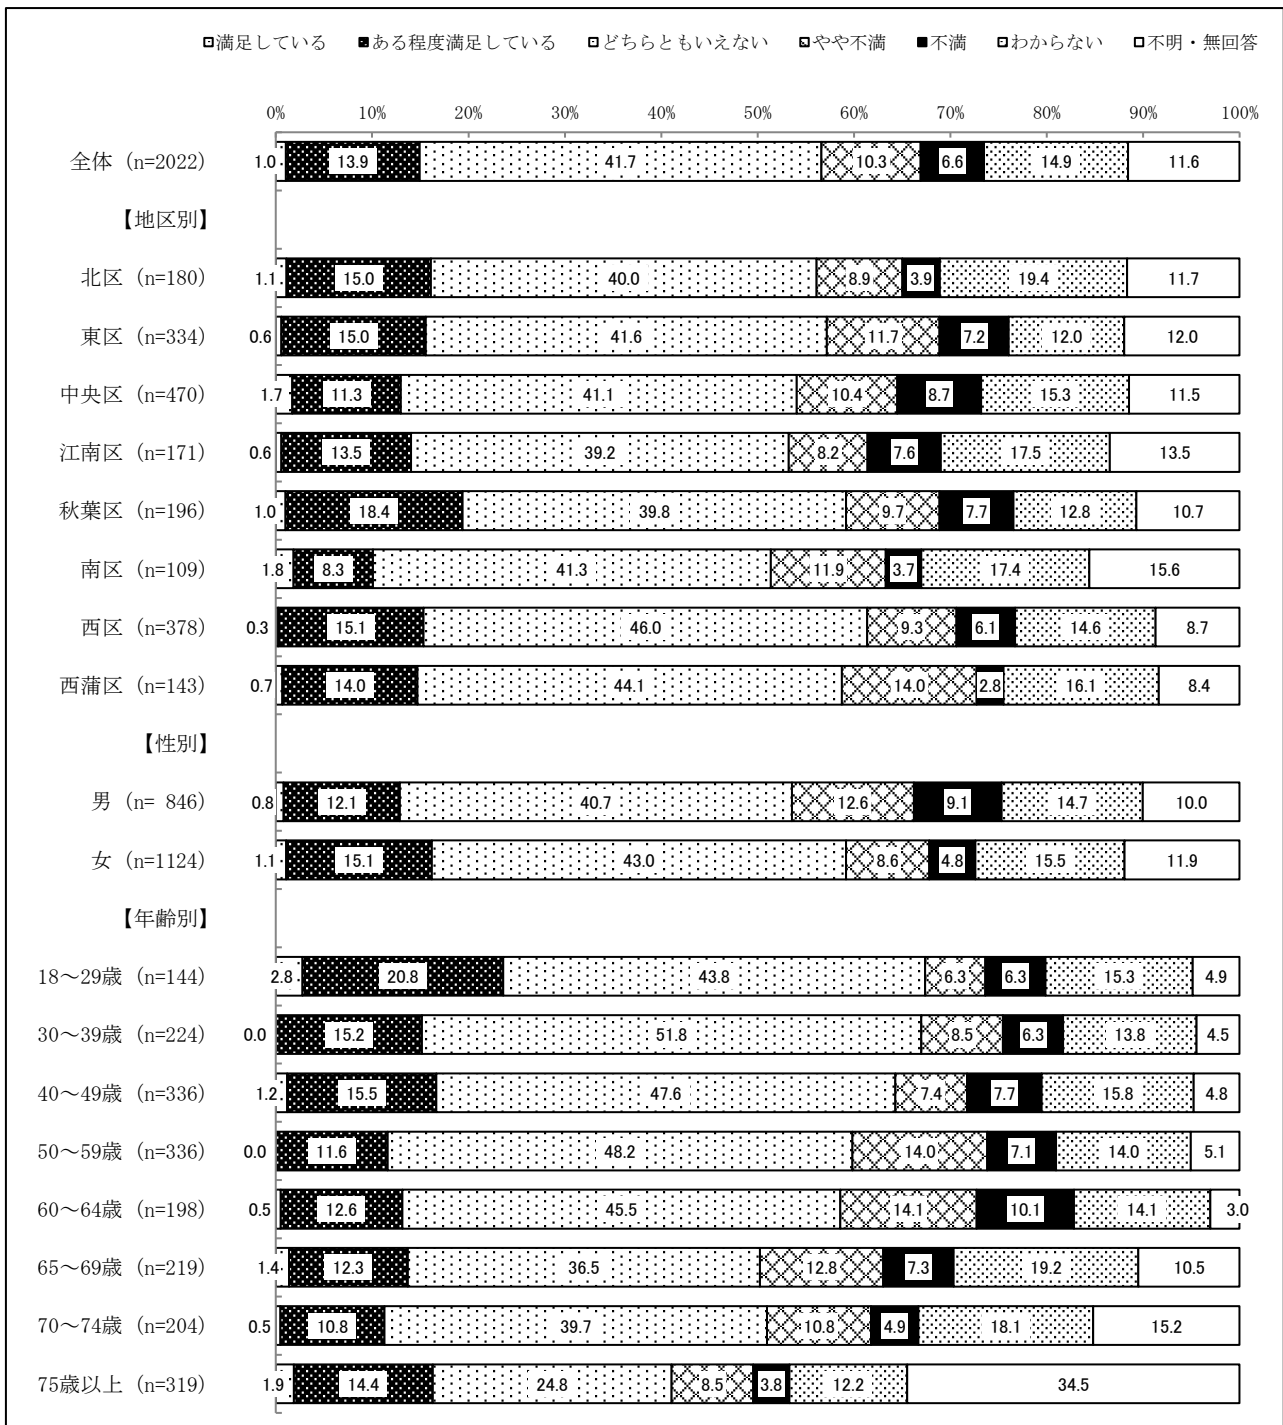 満足している ある程度満足している どちらともいえない やや不満 不満 わからない 不明・無回答
0% 10% 20% 30% 40% 50% 60% 70% 80% 90% 100%
全体 (n=2022) 1.0 13.9 41.7 10.3 6.6 14.9 11.6
【地区別】
北区 (n=180) 1.1 15.0 40.0 8.9 3.9 19.4 11.7
東区 (n=334) 0.6 15.0 41.6 11.7 7.2 12.0 12.0
中央区 (n=470) 1.7 11.3 41.1 10.4 8.7 15.3 11.5
江南区 (n=171) 0.6 13.5 39.2 8.2 7.6 17.5 13.5
秋葉区 (n=196) 1.0 18.4 39.8 9.7 7.7 12.8 10.7
南区 (n=109) 1.8 8.3 41.3 11.9 3.7 17.4 15.6
西区 (n=378) 0.3 15.1 46.0 9.3 6.1 14.6 8.7
西蒲区 (n=143) 0.7 14.0 44.1 14.0 2.8 16.1 8.4
【性別】
男 (n= 846) 0.8 12.1 40.7 12.6 9.1 14.7 10.0
女 (n=1124) 1.1 15.1 43.0 8.6 4.8 15.5 11.9
【年齢別】
18～29歳 (n=144) 2.8 20.8 43.8 6.3 6.3 15.3 4.9
30～39歳 (n=224) 0.0 15.2 51.8 8.5 6.3 13.8 4.5
40～49歳 (n=336) 1.2 15.5 47.6 7.4 7.7 15.8 4.8
50～59歳 (n=336) 0.0 11.6 48.2 14.0 7.1 14.0 5.1
60～64歳 (n=198) 0.5 12.6 45.5 14.1 10.1 14.1 3.0
65～69歳 (n=219) 1.4 12.3 36.5 12.8 7.3 19.2 10.5
70～74歳 (n=204) 0.5 10.8 39.7 10.8 4.9 18.1 15.2
75歳以上 (n=319) 1.9 14.4 24.8 8.5 3.8 12.2 34.5